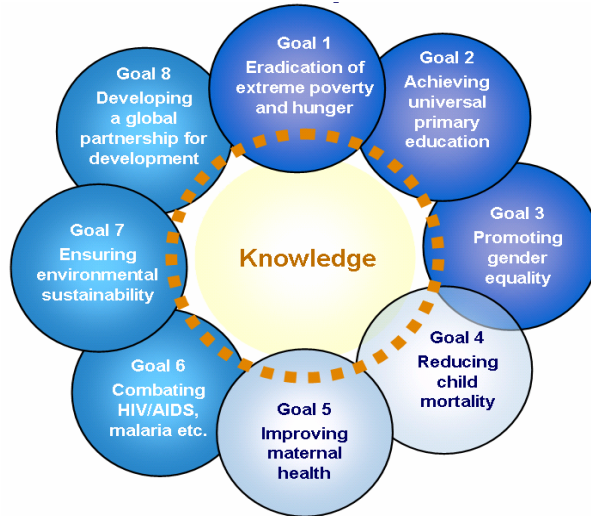 Goal 1
Eradication of
extreme poverty
and hunger
Goal 2
Achieving
universal
primary
education
Goal 3
Promoting
gender
equality
Goal 4
Reducing
child
mortality
Goal 5
Improving
maternal
health
Goal 6
Combating
HIV/AIDS,
malaria etc.
Goal 7
Ensuring
environmental
sustainability
Goal 8
Developing
a global
partnership for
development
Knowledge